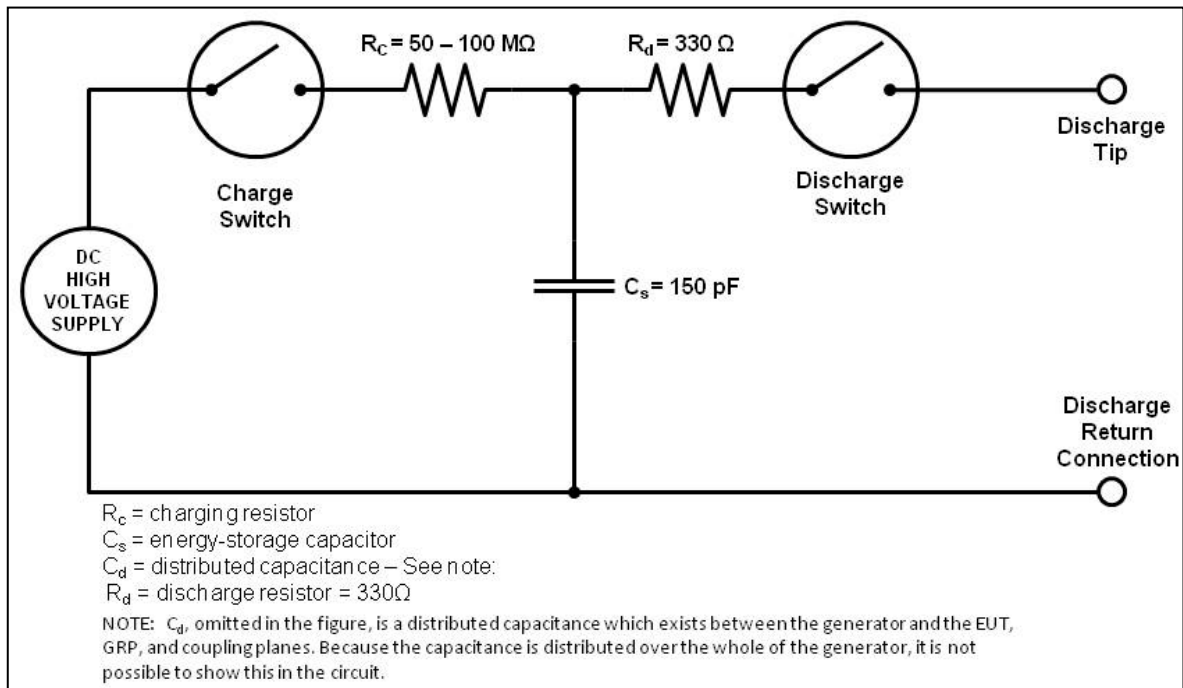 R_C = 50 – 100 MΩ
R_d = 330 Ω
Charge
Switch
Discharge
Switch
Discharge
Tip
DC
HIGH
VOLTAGE
SUPPLY
C_s = 150 pF
Discharge
Return
Connection
R_c = charging resistor
C_s = energy-storage capacitor
C_d = distributed capacitance – See note:
R_d = discharge resistor = 330Ω
NOTE: C_d, omitted in the figure, is a distributed capacitance which exists between the generator and the EUT,
GRP, and coupling planes. Because the capacitance is distributed over the whole of the generator, it is not
possible to show this in the circuit.